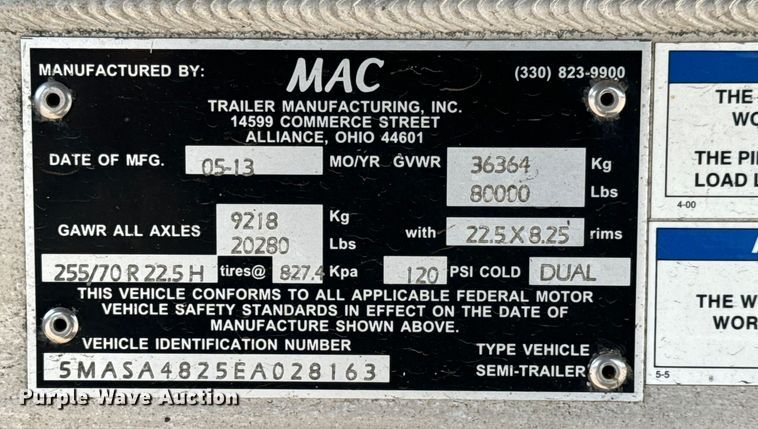 MANUFACTURED BY: MAC (330) 823-9900
TRAILER MANUFACTURING, INC.
14599 COMMERCE STREET
ALLIANCE, OHIO 44601
DATE OF MFG. 05-13 MO/YR GVWR 36364 Kg
80000 Lbs
GAWR ALL AXLES 9218 Kg
20280 Lbs
with 22.5 X 8.25 rims
255/70 R 22.5 H tires@ 827.4 Kpa 120 PSI COLD DUAL
THIS VEHICLE CONFORMS TO ALL APPLICABLE FEDERAL MOTOR
VEHICLE SAFETY STANDARDS IN EFFECT ON THE DATE OF
MANUFACTURE SHOWN ABOVE.
VEHICLE IDENTIFICATION NUMBER TYPE VEHICLE
5MASA4825EA028163 SEMI-TRAILER
THE
WO
THE PI
LOAD L
4-00
THE W
WOR
5-5
Purple Wave Auction